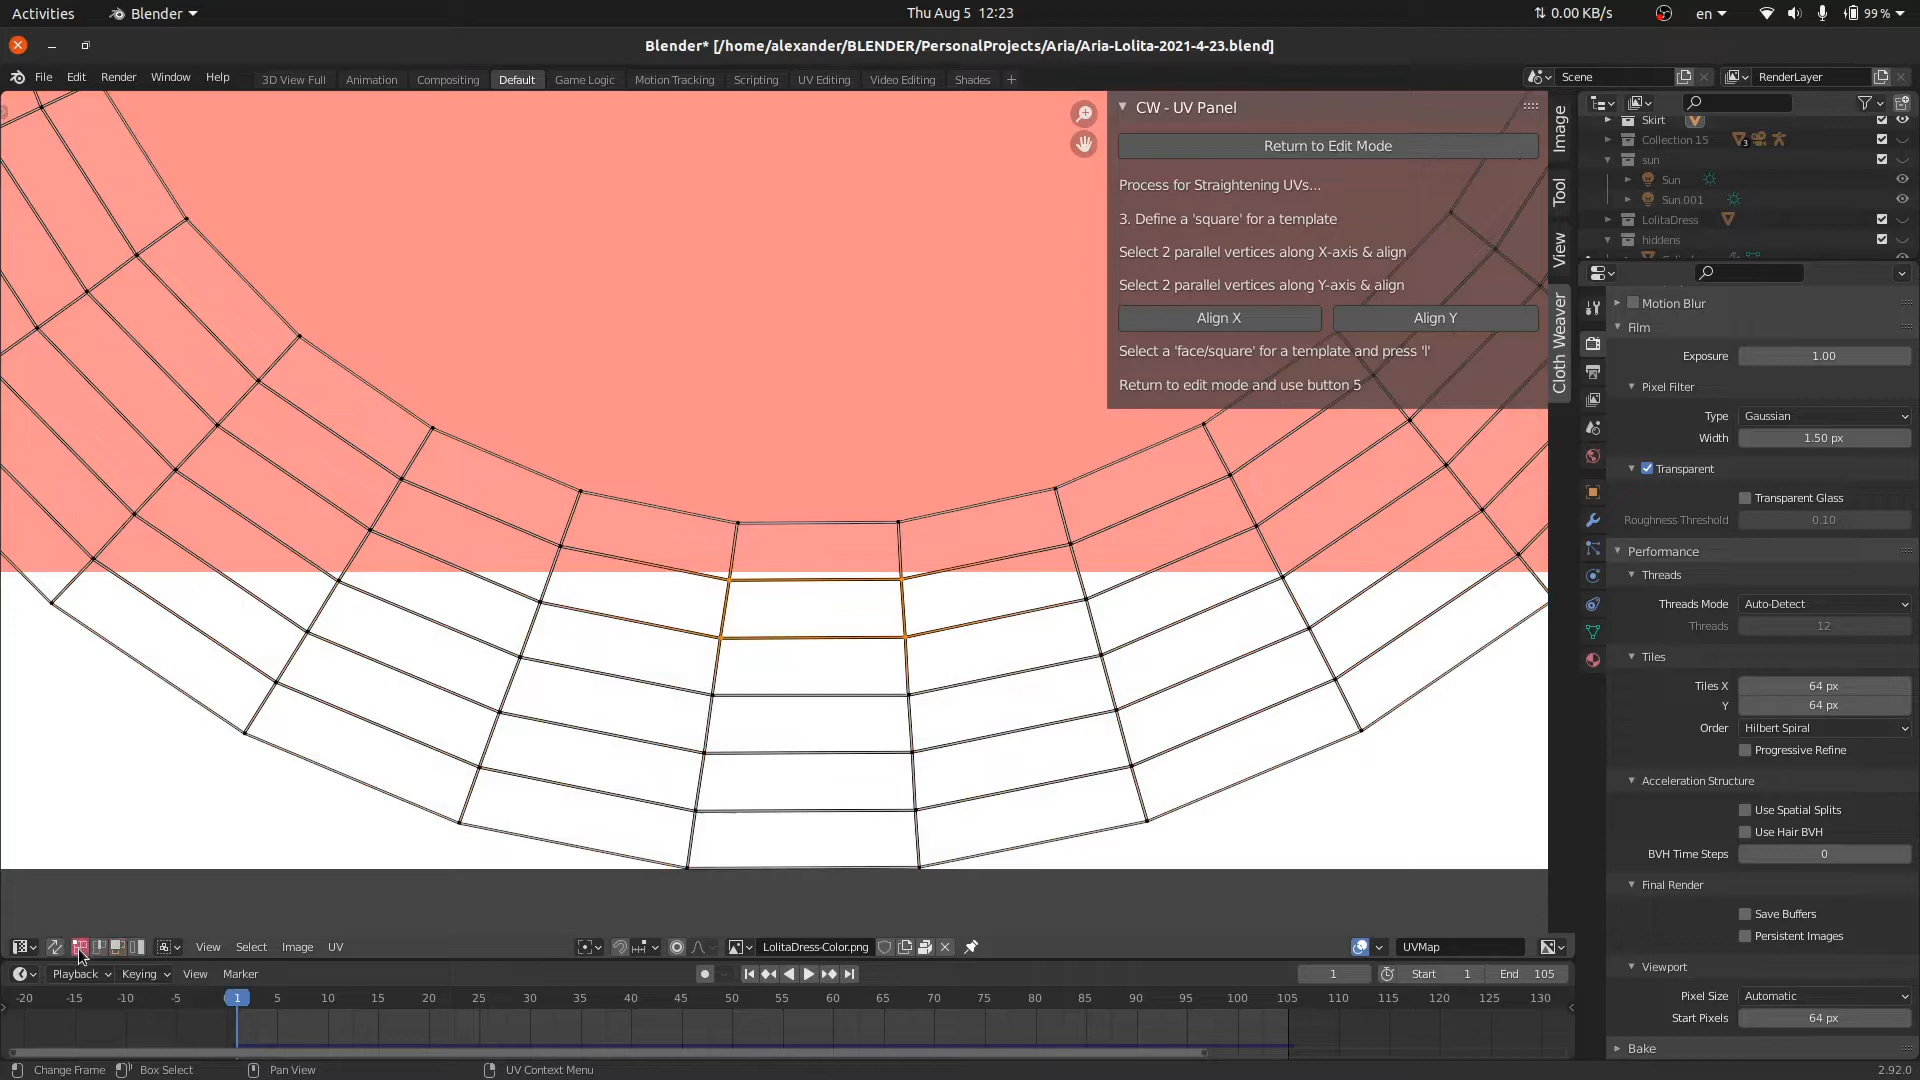 Activities Blender Thu Aug 5 12:23 0.00 KB/s en 99 %
Blender* [/home/alexander/BLENDER/PersonalProjects/Aria/Aria-Lolita-2021-4-23.blend]
File Edit Render Window Help 3D View Full Animation Compositing Default Game Logic Motion Tracking Scripting UV Editing Video Editing Shades + Scene RenderLayer
CW - UV Panel
Return to Edit Mode
Process for Straightening UVs...
3. Define a 'square' for a template
Select 2 parallel vertices along X-axis & align
Select 2 parallel vertices along Y-axis & align
Align X Align Y
Select a 'face/square' for a template and press 'l'
Return to edit mode and use button 5
Image
Tool
View
Cloth Weaver
Skirt
Collection 15 3
sun
Sun
Sun.001
LolitaDress
hiddens
Motion Blur
Film
Exposure 1.00
Pixel Filter
Type Gaussian
Width 1.50 px
Transparent
Transparent Glass
Roughness Threshold 0.10
Performance
Threads
Threads Mode Auto-Detect
Threads 12
Tiles
Tiles X 64 px
Y 64 px
Order Hilbert Spiral
Progressive Refine
Acceleration Structure
Use Spatial Splits
Use Hair BVH
BVH Time Steps 0
Final Render
Save Buffers
Persistent Images
Viewport
Pixel Size Automatic
Start Pixels 64 px
Bake
View Select Image UV LolitaDress-Color.png UVMap
Playback Keying View Marker 1 Start 1 End 105
-20 -15 -10 -5 1 5 10 15 20 25 30 35 40 45 50 55 60 65 70 75 80 85 90 95 100 105 110 115 120 125 130
Change Frame Box Select Pan View UV Context Menu 2.92.0